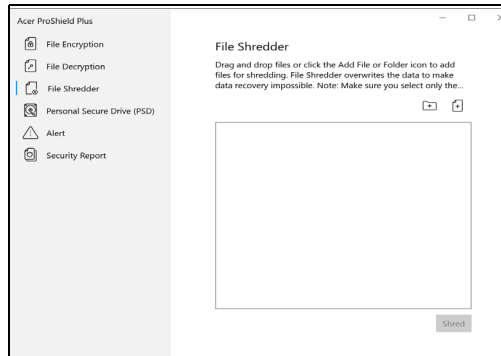 Acer ProShield Plus
File Encryption
File Decryption
File Shredder
Personal Secure Drive (PSD)
Alert
Security Report
File Shredder
Drag and drop files or click the Add File or Folder icon to add
files for shredding. File Shredder overwrites the data to make
data recovery impossible. Note: Make sure you select only the...
Shred